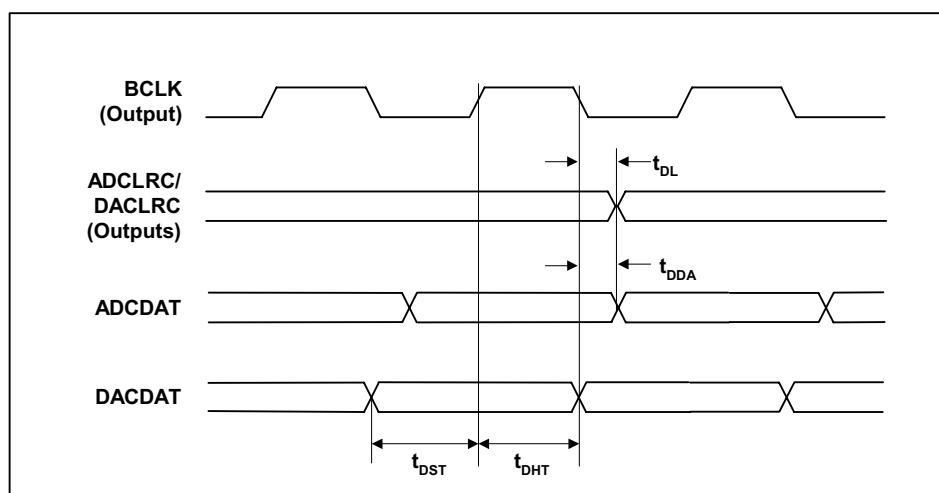 BCLK
(Output)
t_DL
ADCLRC/
DACLRC
(Outputs)
t_DDA
ADCDAT
DACDAT
t_DST
t_DHT